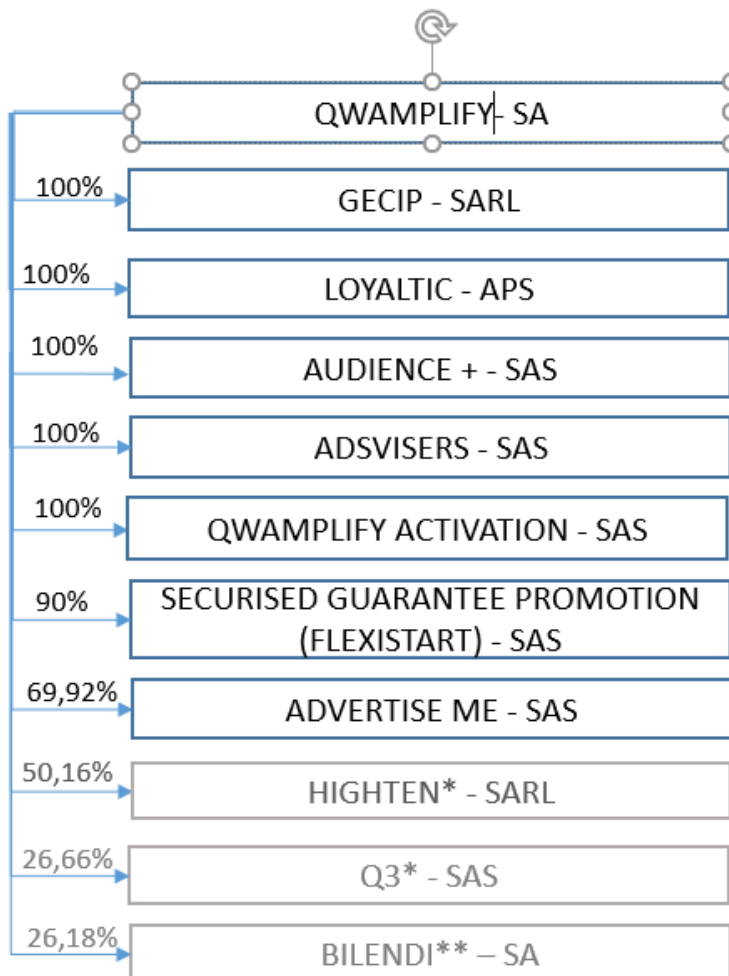 QWAMPLIFY- SA
100%
GECIP - SARL
100%
LOYALTIC - APS
100%
AUDIENCE + - SAS
100%
ADSVISERS - SAS
100%
QWAMPLIFY ACTIVATION - SAS
90%
SECURISED GUARANTEE PROMOTION
(FLEXISTART) - SAS
69,92%
ADVERTISE ME - SAS
50,16%
HIGHTEN* - SARL
26,66%
Q3* - SAS
26,18%
BILENDI** – SA